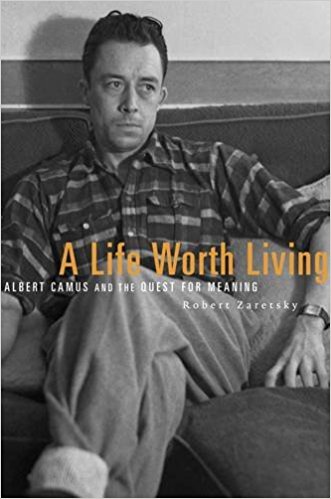 A Life Worth Living
ALBERT CAMUS AND THE QUEST FOR MEANING
Robert Zaretsky